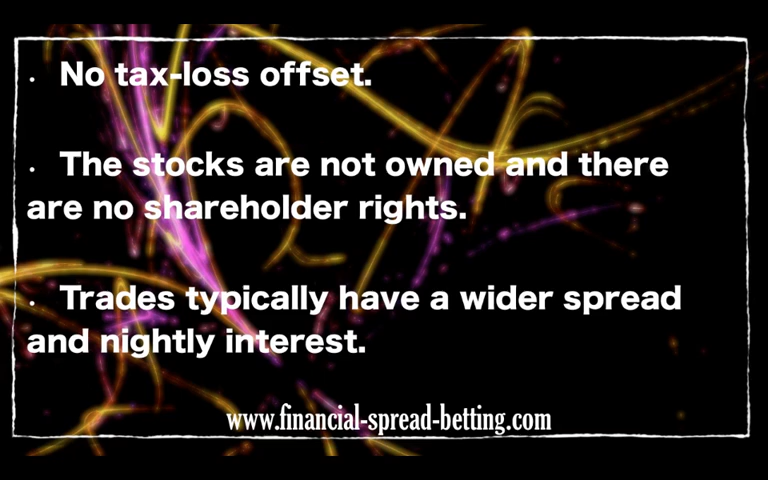 · No tax-loss offset.
· The stocks are not owned and there
are no shareholder rights.
· Trades typically have a wider spread
and nightly interest.
www.financial-spread-betting.com